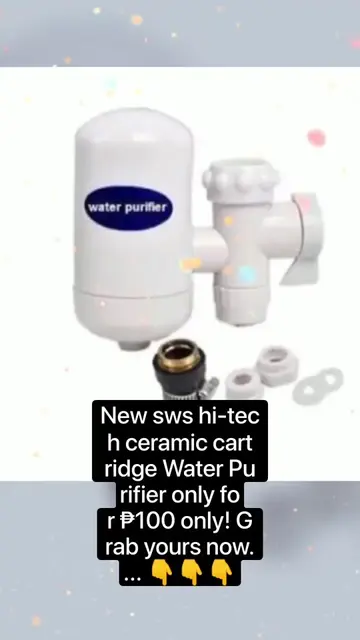 water purifier
New sws hi-tec
h ceramic cart
ridge Water Pu
rifier only fo
r ₱100 only! G
rab yours now.
... 👇👇👇